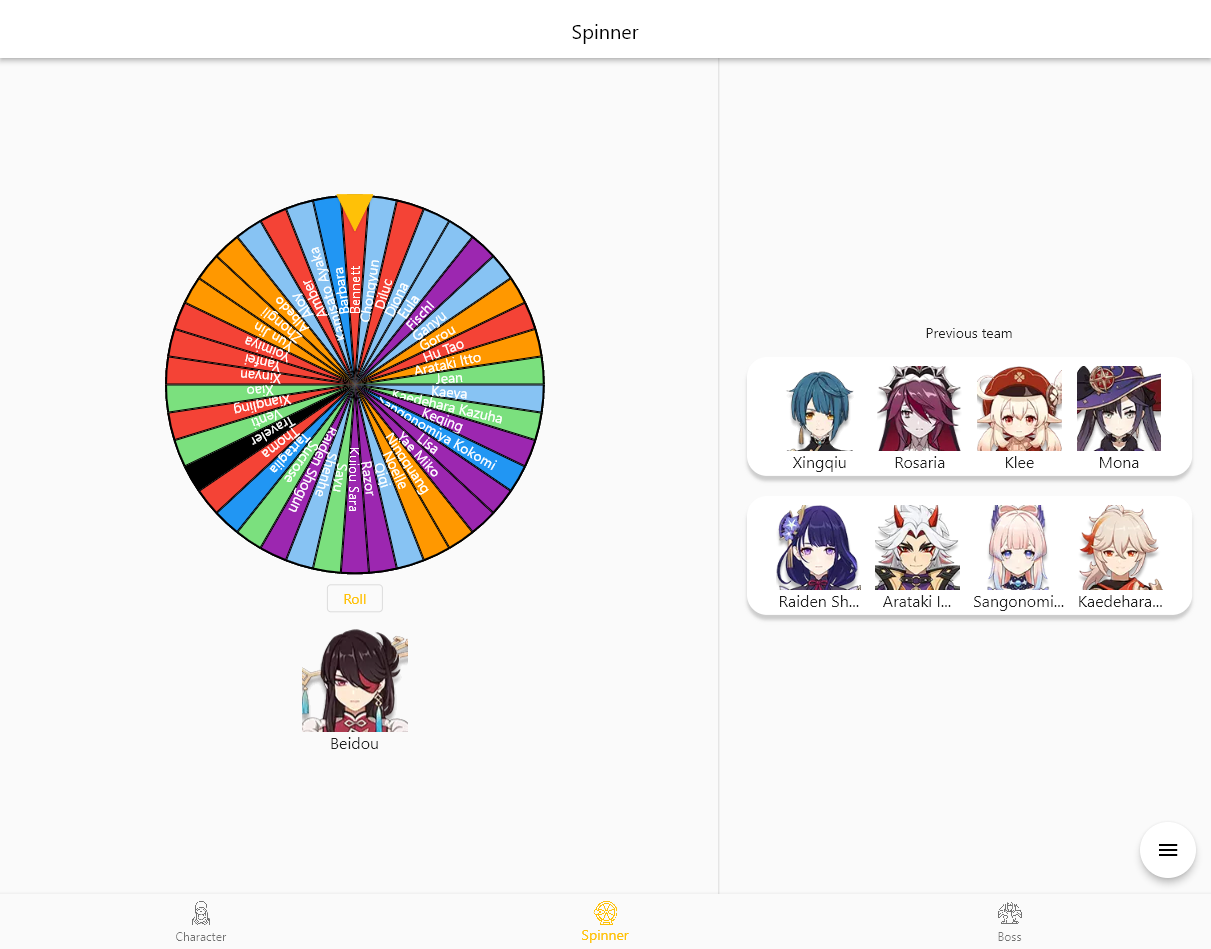 Spinner
Bennett
Chongyun
Diluc
Diona
Eula
Fischl
Ganyu
Gorou
Hu Tao
Arataki Itto
Jean
Kaeya
Kaedehara Kazuha
Keqing
Sangonomiya Kokomi
Lisa
Yae Miko
Ningguang
Noelle
Qiqi
Razor
Kujou Sara
Sayu
Shenhe
Raiden Shogun
Sucrose
Tartaglia
Thoma
Traveler
Venti
Xiangling
Xiao
Xinyan
Yanfei
Yoimiya
Yun Jin
Zhongli
Albedo
Aloy
Amber
Kamisato Ayaka
Barbara
Roll
Beidou
Previous team
Xingqiu Rosaria Klee Mona
Raiden Sh... Arataki I... Sangonomi... Kaedehara...
Character Spinner Boss